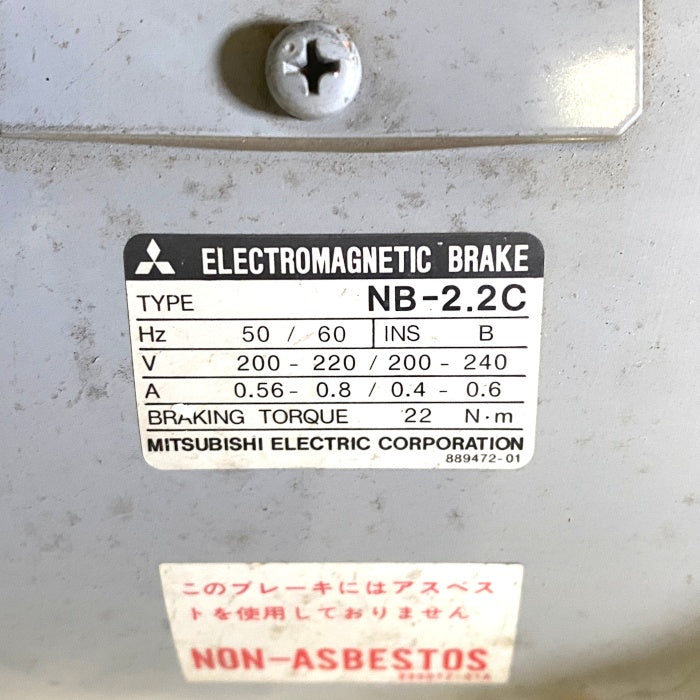 ELECTROMAGNETIC BRAKE
TYPE NB-2.2C
Hz 50 / 60 INS B
V 200 - 220 / 200 - 240
A 0.56 - 0.8 / 0.4 - 0.6
BRAKING TORQUE 22 N·m
MITSUBISHI ELECTRIC CORPORATION
889472-01
このブレーキにはアスベス
トを使用しておりません
NON-ASBESTOS